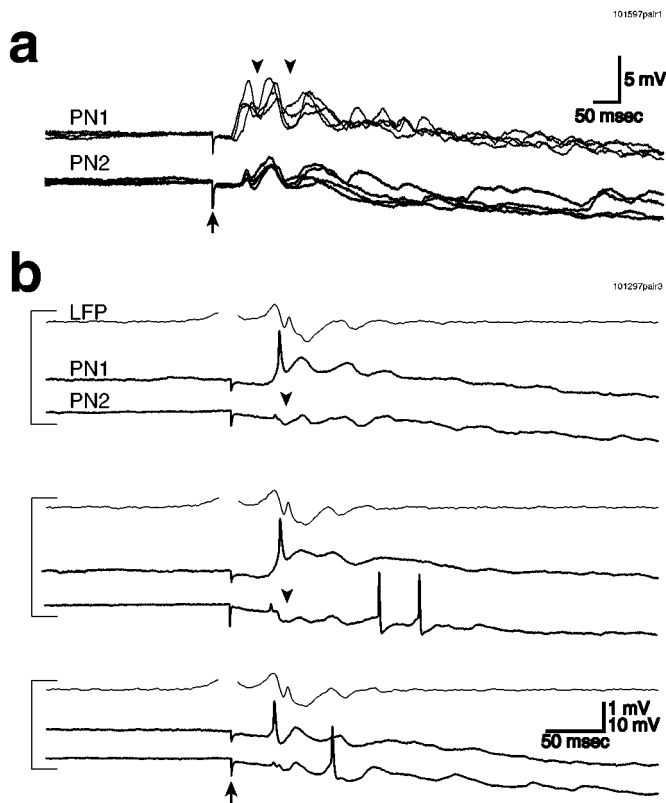 101597pair1
a
5 mV
50 msec
PN1
PN2
b
101297pair3
LFP
PN1
PN2
1 mV
10 mV
50 msec